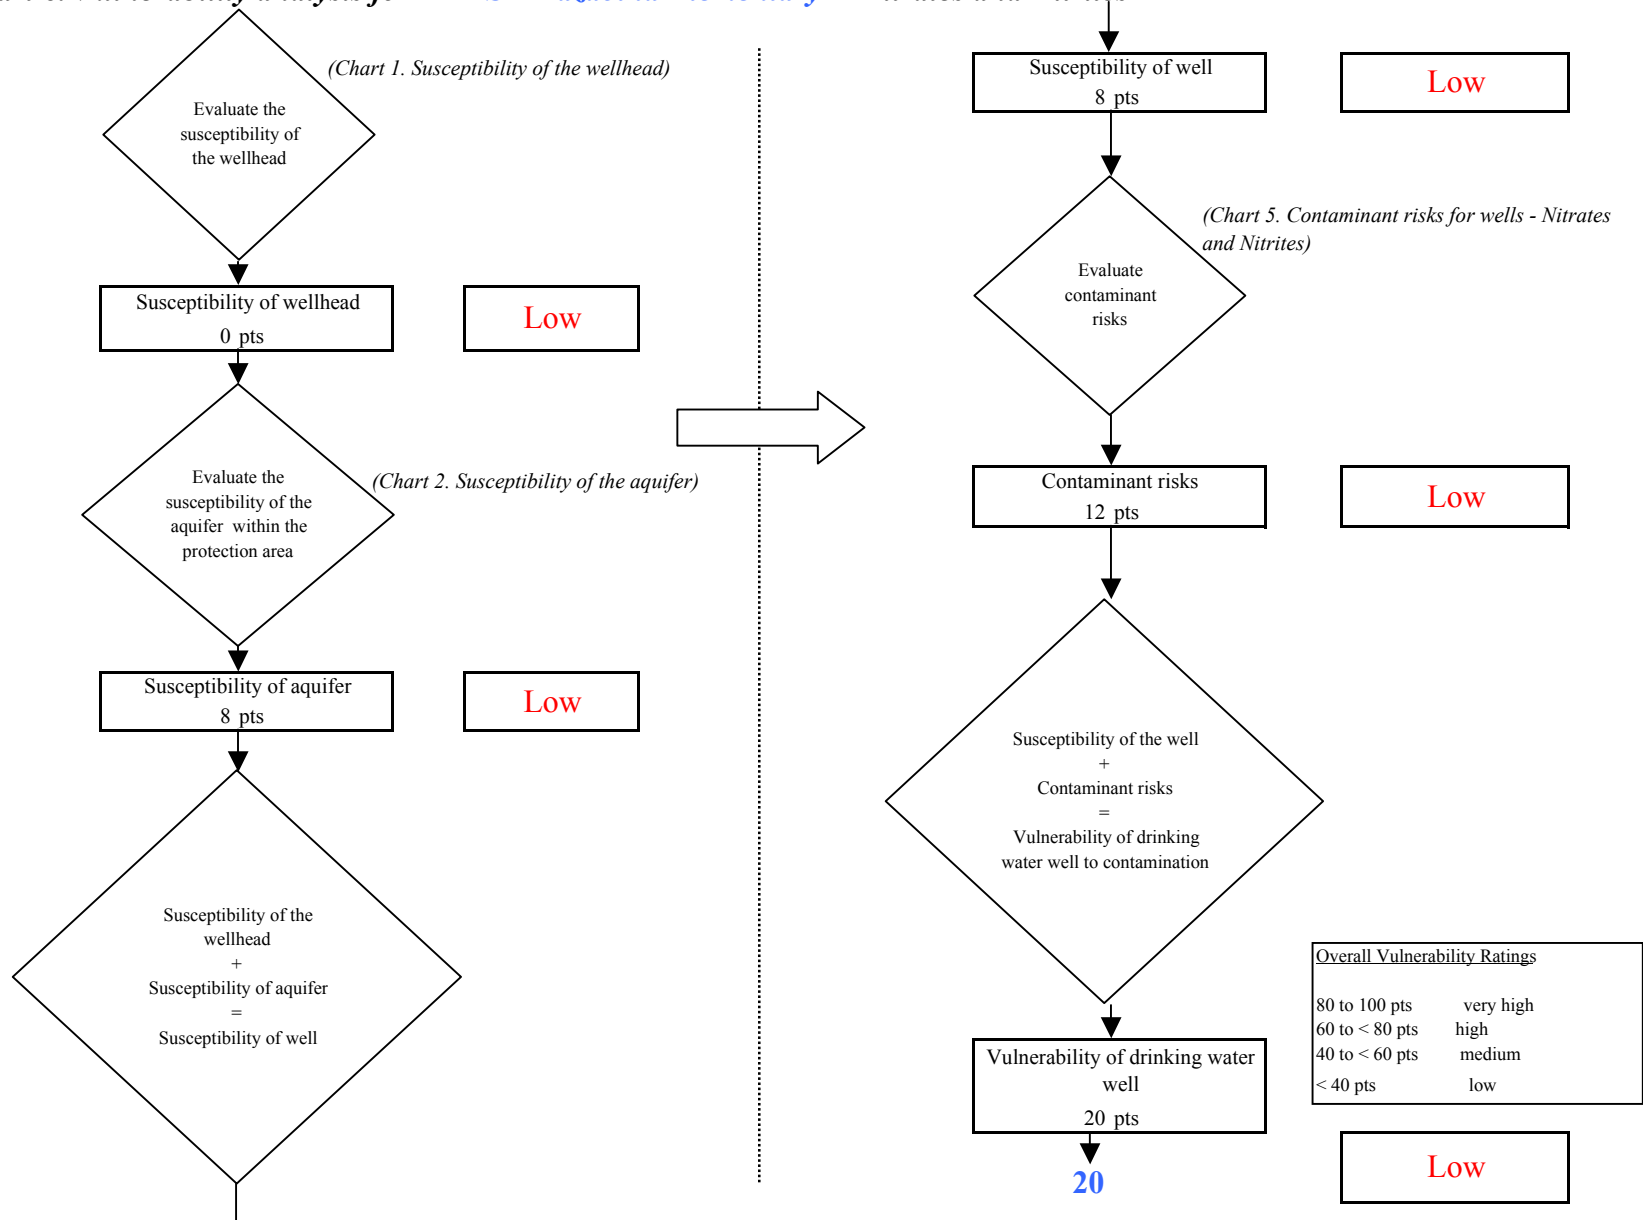 (Chart 1. Susceptibility of the wellhead)
Evaluate the
susceptibility of
the wellhead
Susceptibility of wellhead
0 pts
Low
Evaluate the
susceptibility of the
aquifer within the
protection area
(Chart 2. Susceptibility of the aquifer)
Susceptibility of aquifer
8 pts
Low
Susceptibility of the
wellhead
+
Susceptibility of aquifer
=
Susceptibility of well
Susceptibility of well
8 pts
Low
(Chart 5. Contaminant risks for wells - Nitrates
and Nitrites)
Evaluate
contaminant
risks
Contaminant risks
12 pts
Low
Susceptibility of the well
+
Contaminant risks
=
Vulnerability of drinking
water well to contamination
Vulnerability of drinking water
well
20 pts
20
Overall Vulnerability Ratings
80 to 100 pts very high
60 to < 80 pts high
40 to < 60 pts medium
< 40 pts low
Low